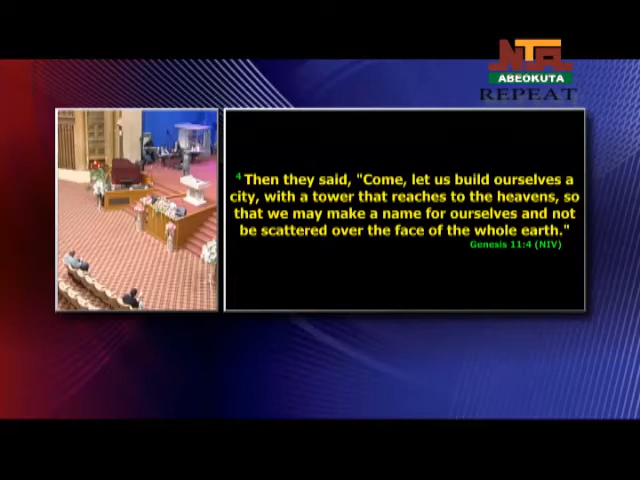 NTA
ABEOKUTA
REPEAT
4 Then they said, "Come, let us build ourselves a
city, with a tower that reaches to the heavens, so
that we may make a name for ourselves and not
be scattered over the face of the whole earth."
Genesis 11:4 (NIV)